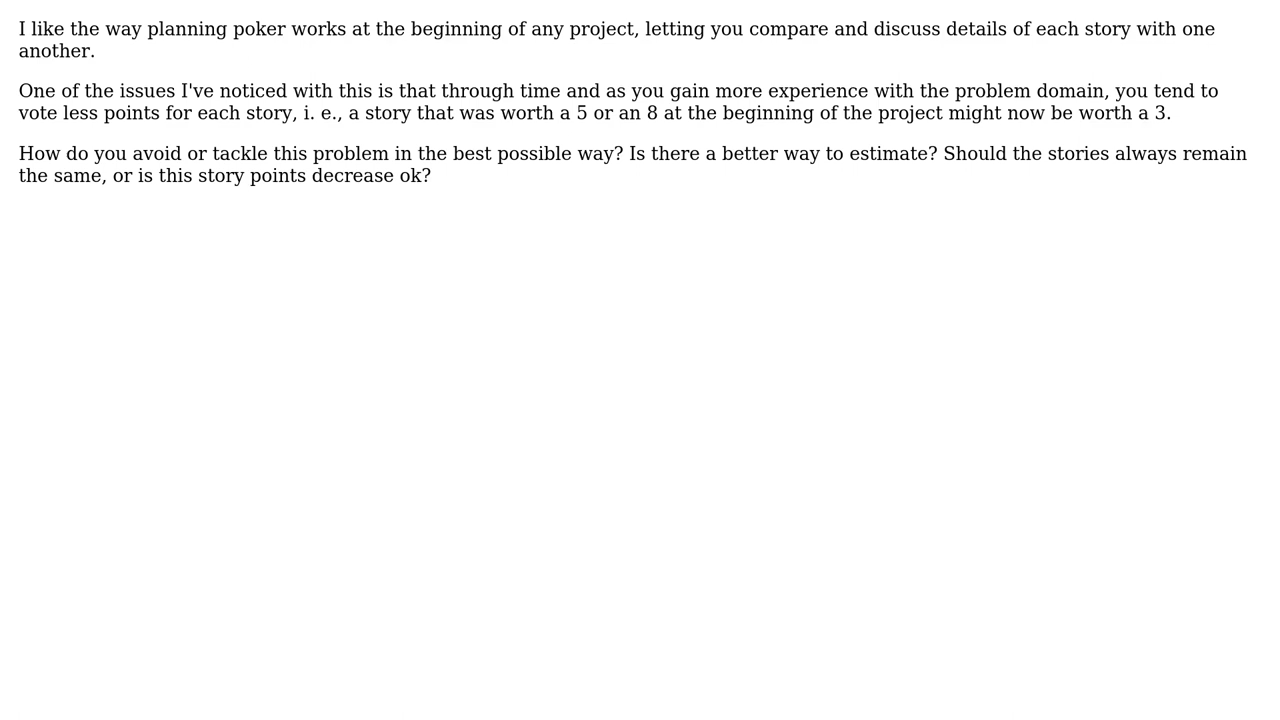 I like the way planning poker works at the beginning of any project, letting you compare and discuss details of each story with one
another.
One of the issues I've noticed with this is that through time and as you gain more experience with the problem domain, you tend to
vote less points for each story, i. e., a story that was worth a 5 or an 8 at the beginning of the project might now be worth a 3.
How do you avoid or tackle this problem in the best possible way? Is there a better way to estimate? Should the stories always remain
the same, or is this story points decrease ok?